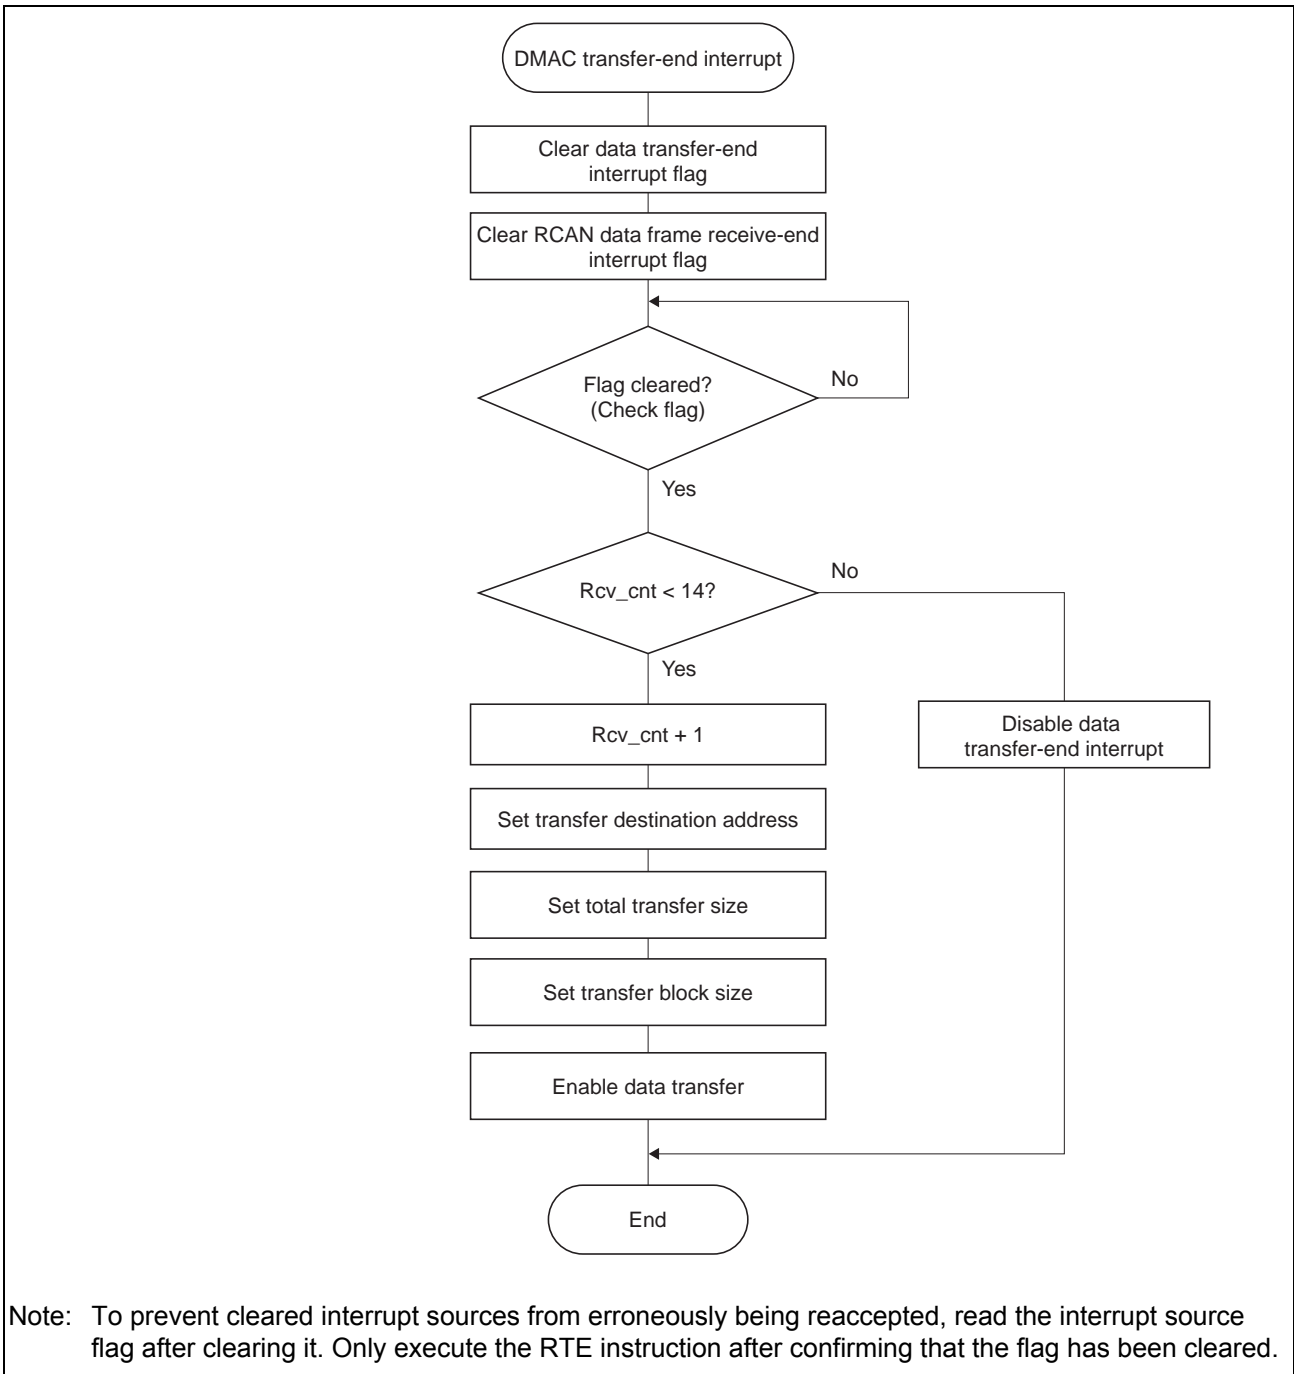 DMAC transfer-end interrupt
Clear data transfer-end
interrupt flag
Clear RCAN data frame receive-end
interrupt flag
Flag cleared?
(Check flag)
No
Yes
Rcv_cnt < 14?
No
Yes
Rcv_cnt + 1
Disable data
transfer-end interrupt
Set transfer destination address
Set total transfer size
Set transfer block size
Enable data transfer
End
Note: To prevent cleared interrupt sources from erroneously being reaccepted, read the interrupt source
flag after clearing it. Only execute the RTE instruction after confirming that the flag has been cleared.